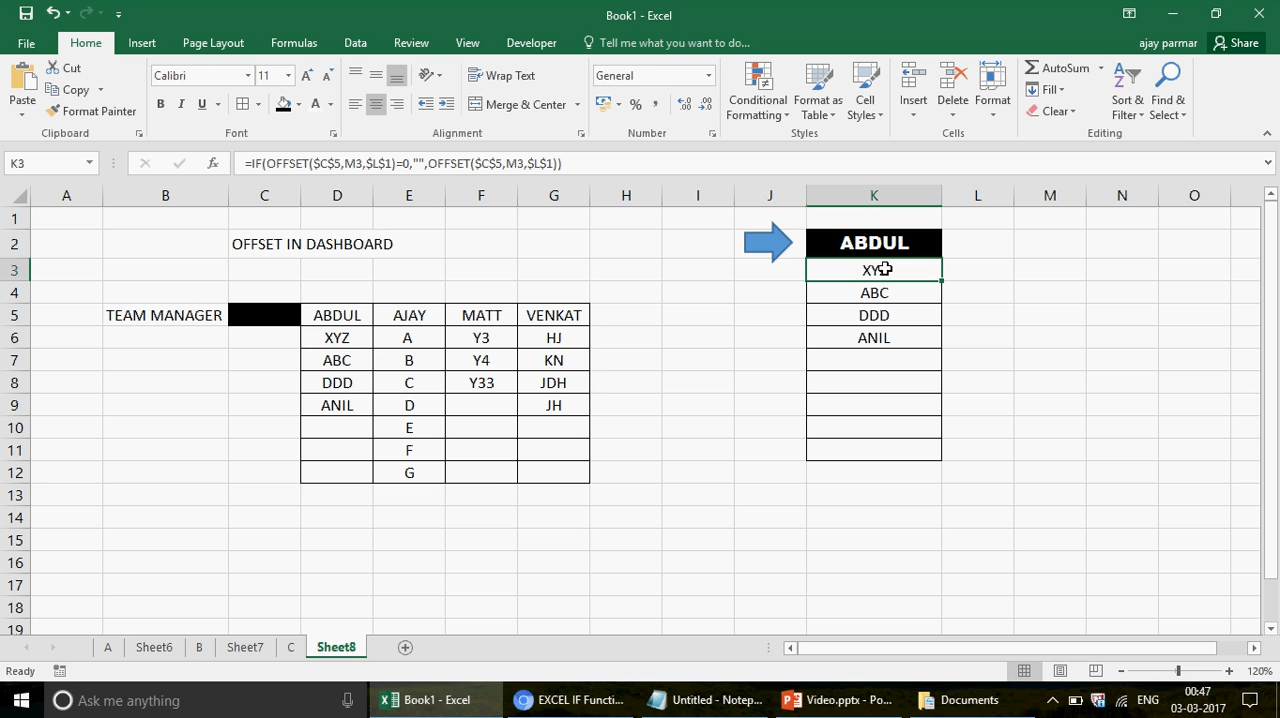 Book1 - Excel
File Home Insert Page Layout Formulas Data Review View Developer Tell me what you want to do... ajay parmar Share
Paste Cut Copy Format Painter Clipboard
Calibri 11 B I U A Font
Wrap Text Merge & Center Alignment
General % Number
Conditional Formatting Format as Table Cell Styles Styles
Insert Delete Format Cells
AutoSum Fill Clear Sort & Filter Find & Select Editing
K3 fx =IF(OFFSET($C$5,M3,$L$1)=0,"",OFFSET($C$5,M3,$L$1))
A B C D E F G H I J K L M N O
1
2 OFFSET IN DASHBOARD ABDUL
3 XY
4 ABC
5 TEAM MANAGER ABDUL AJAY MATT VENKAT DDD
6 XYZ A Y3 HJ ANIL
7 ABC B Y4 KN
8 DDD C Y33 JDH
9 ANIL D JH
10 E
11 F
12 G
13
14
15
16
17
18
19
A Sheet6 B Sheet7 C Sheet8
Ready 120%
Ask me anything Book1 - Excel EXCEL IF Functi... Untitled - Notep... Video.pptx - Po... Documents ENG 00:47
03-03-2017